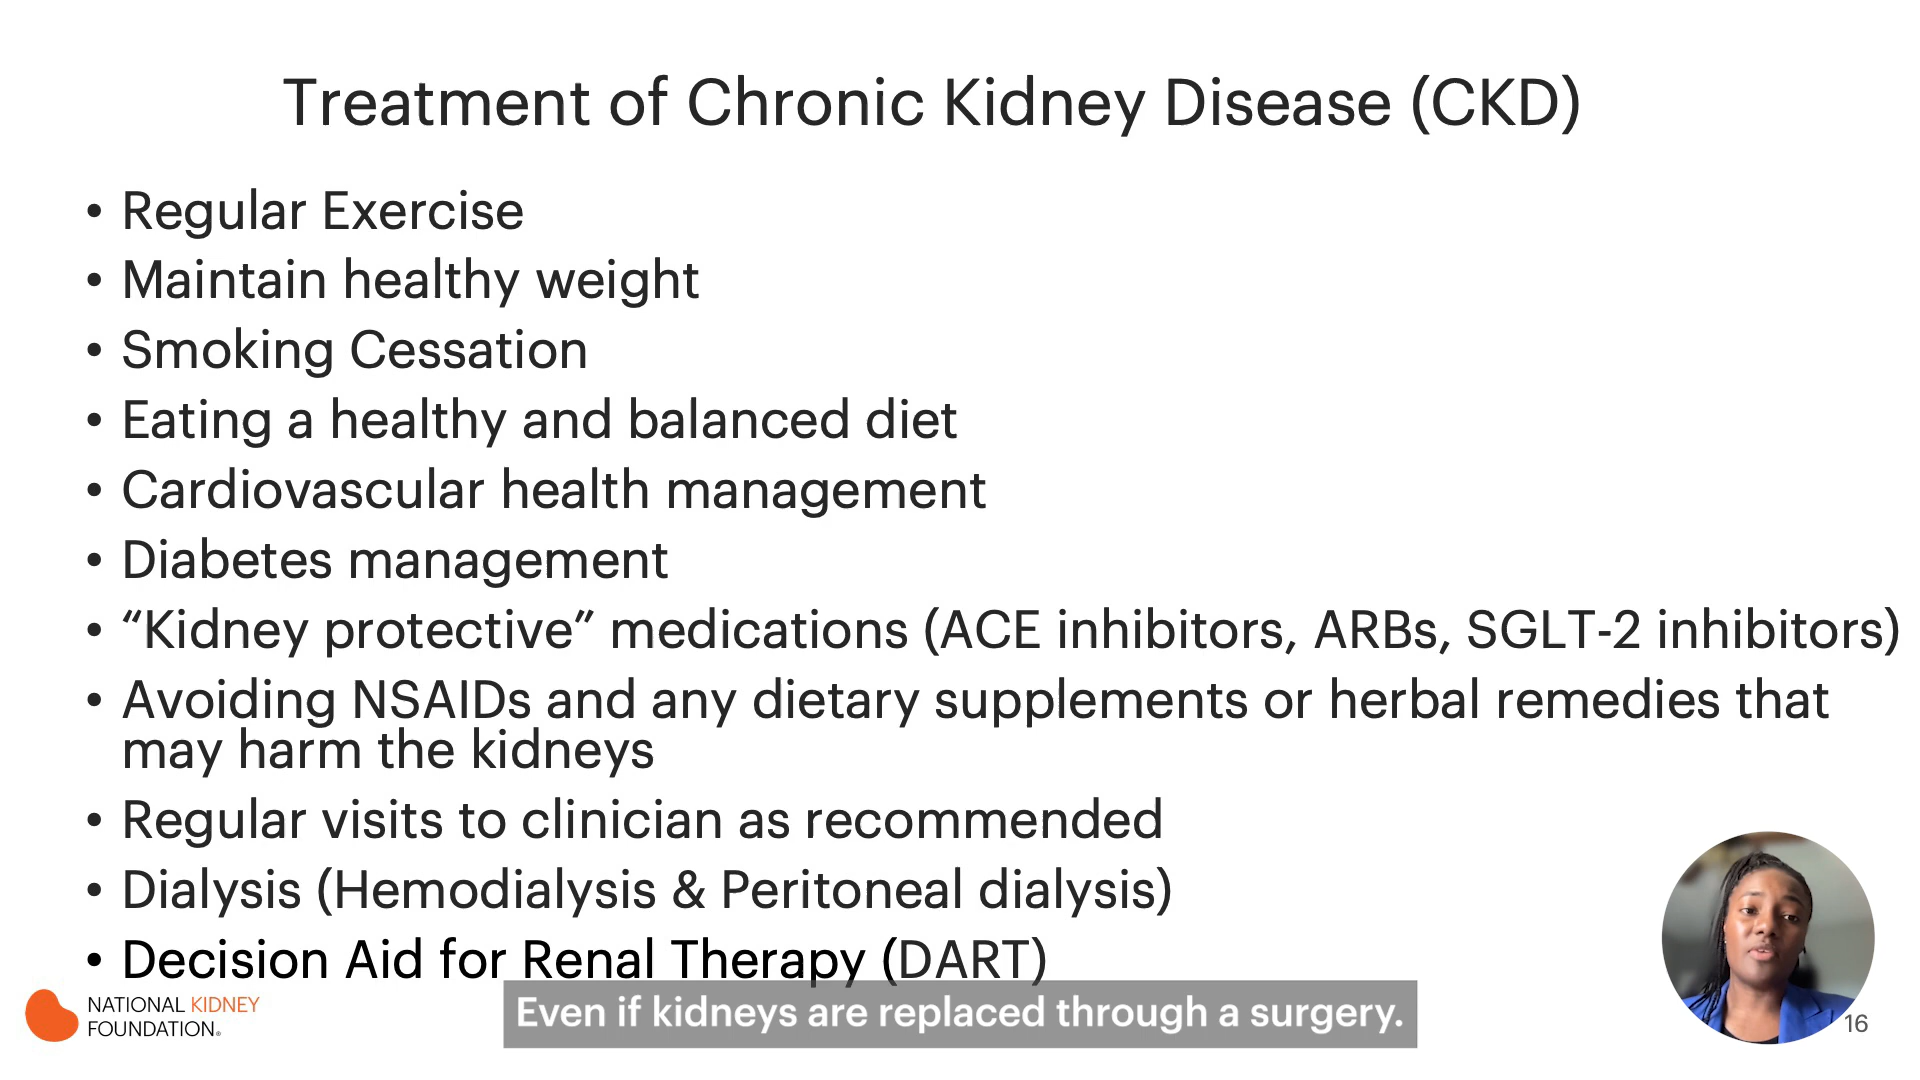 Treatment of Chronic Kidney Disease (CKD)
• Regular Exercise
• Maintain healthy weight
• Smoking Cessation
• Eating a healthy and balanced diet
• Cardiovascular health management
• Diabetes management
• “Kidney protective” medications (ACE inhibitors, ARBs, SGLT-2 inhibitors)
• Avoiding NSAIDs and any dietary supplements or herbal remedies that
may harm the kidneys
• Regular visits to clinician as recommended
• Dialysis (Hemodialysis & Peritoneal dialysis)
• Decision Aid for Renal Therapy (DART)
NATIONAL KIDNEY
FOUNDATION®
Even if kidneys are replaced through a surgery.
16